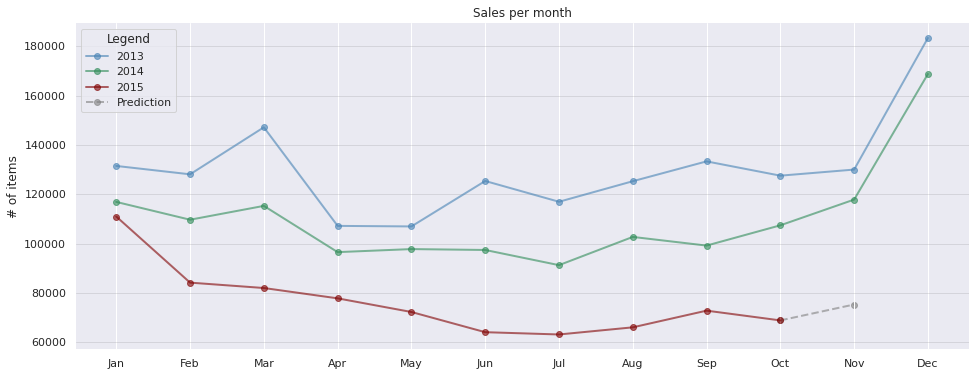 Sales per month
Legend
2013
2014
2015
Prediction
# of items
180000
160000
140000
120000
100000
80000
60000
Jan Feb Mar Apr May Jun Jul Aug Sep Oct Nov Dec